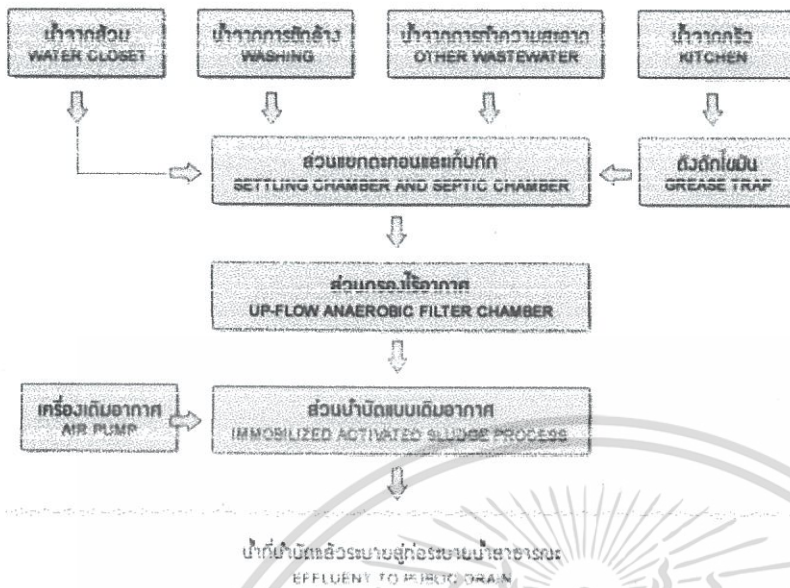 น้ำจากส้วม
WATER CLOSET
น้ำจากการซักล้าง
WASHING
น้ำจากการทำความสะอาด
OTHER WASTEWATER
น้ำจากครัว
KITCHEN
ส่วนแยกตะกอนและเก็บกัก
SETTLING CHAMBER AND SEPTIC CHAMBER
ถังดักไขมัน
GREASE TRAP
ส่วนกรองไร้อากาศ
UP-FLOW ANAEROBIC FILTER CHAMBER
เครื่องเติมอากาศ
AIR PUMP
ส่วนบำบัดแบบเติมอากาศ
IMMOBILIZED ACTIVATED SLUDGE PROCESS
น้ำที่บำบัดแล้วระบายสู่ท่อระบายน้ำสาธารณะ
EFFLUENT TO PUBLIC DRAIN